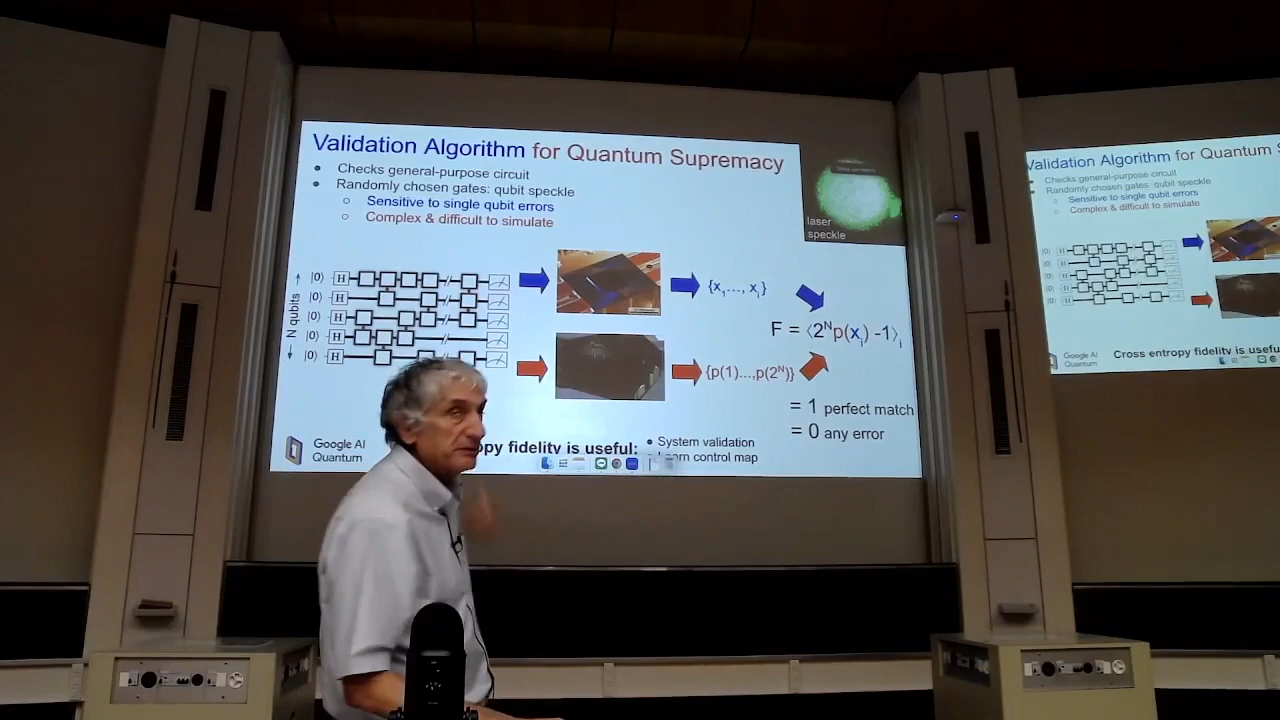 Validation Algorithm for Quantum Supremacy
• Checks general-purpose circuit
• Randomly chosen gates: qubit speckle
○ Sensitive to single qubit errors
○ Complex & difficult to simulate
laser
speckle
N qubits
|0⟩ H
|0⟩ H
|0⟩ H
|0⟩ H
|0⟩ H
{x₁..., xᵢ}
F = ⟨2ᴺp(xᵢ) -1⟩ᵢ
{p(1)...,p(2ᴺ)}
= 1 perfect match
= 0 any error
Google AI
Quantum
fidelity is useful:
• System validation
control map
Validation Algorithm for Quantum
Checks general-purpose circuit
Randomly chosen gates: qubit speckle
○ Sensitive to single qubit errors
○ Complex & difficult to simulate
Google AI
Quantum
Cross entropy fidelity is